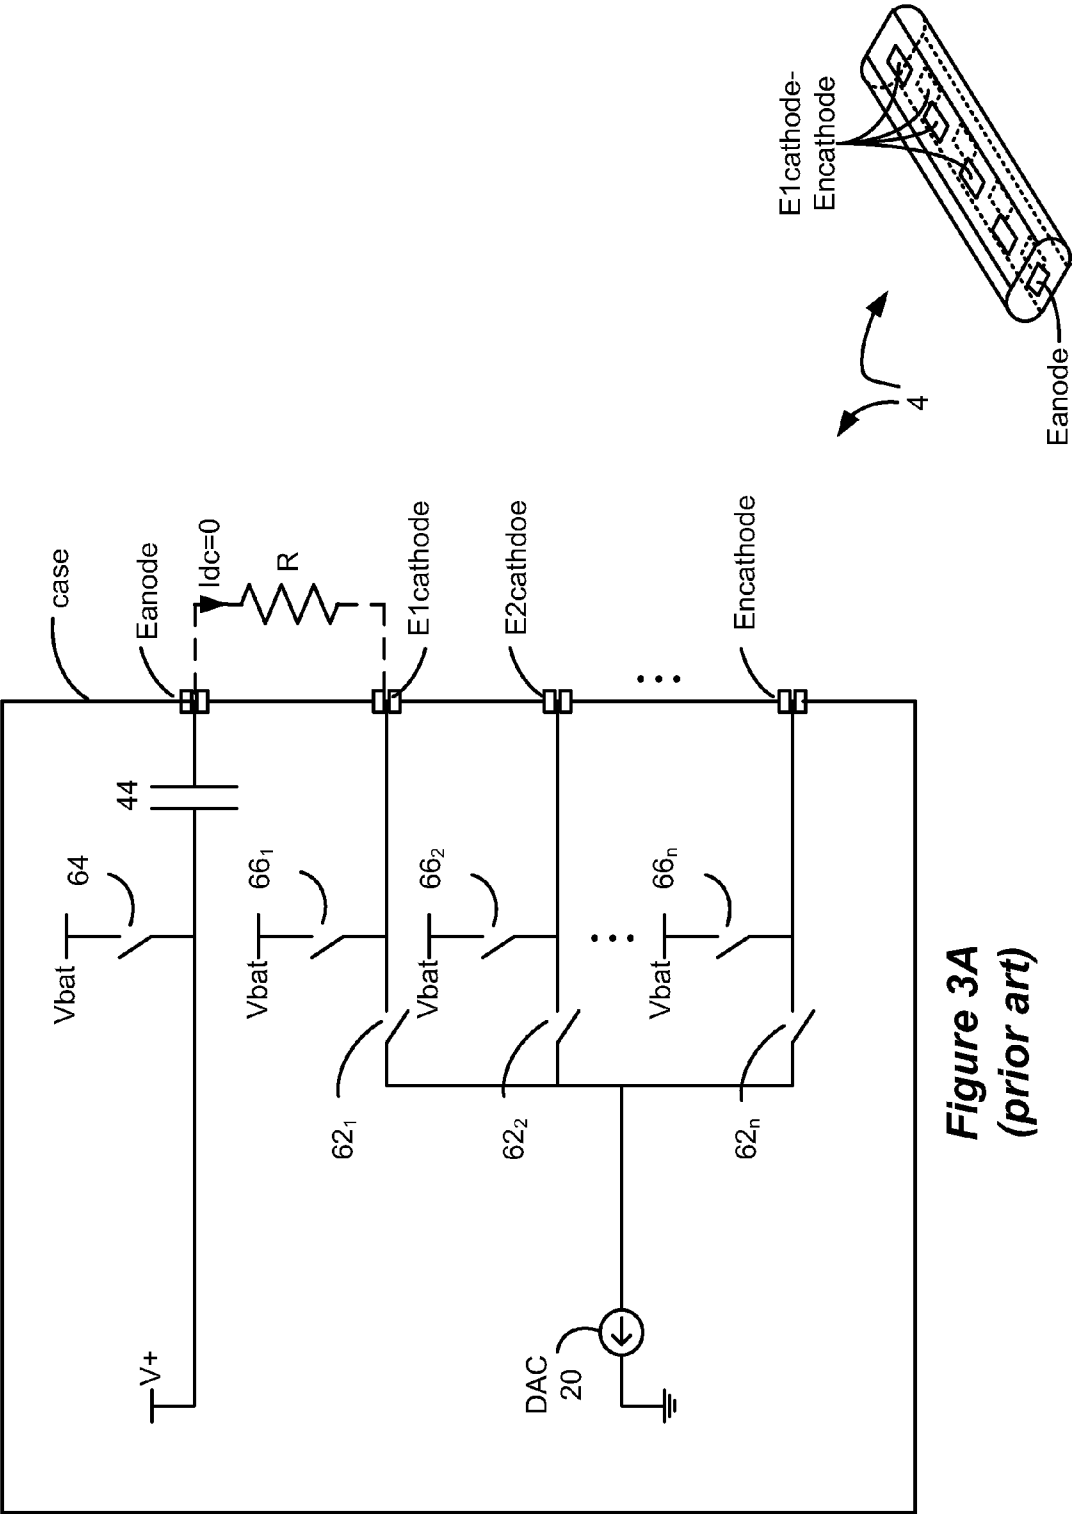 case
Eanode
Idc=0
R
E1cathode
E2cathdoe
Encathode
44
64
Vbat
66₁
Vbat
66₂
Vbat
66ₙ
Vbat
62₁
62₂
62ₙ
V+
DAC
20
E1cathode-
Encathode
4
Eanode
Figure 3A
(prior art)